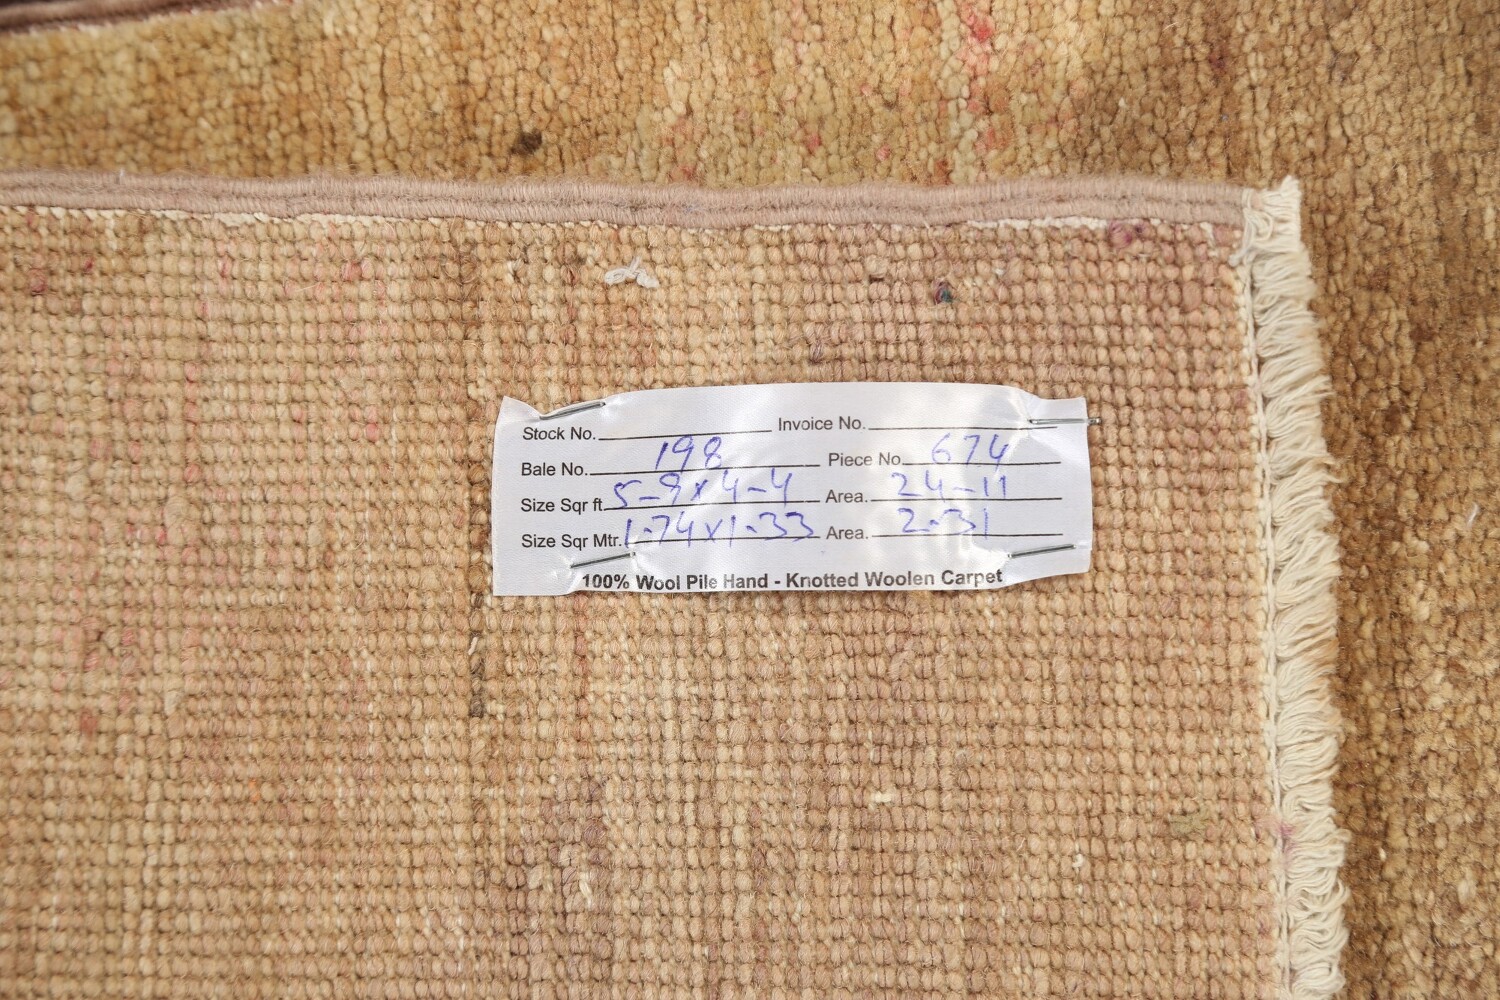 Stock No. Invoice No.
Bale No. 198 Piece No. 674
Size Sqr ft. 5-9x4-4 Area. 24-11
Size Sqr Mtr. 1.74x1.33 Area. 2.31
100% Wool Pile Hand - Knotted Woolen Carpet